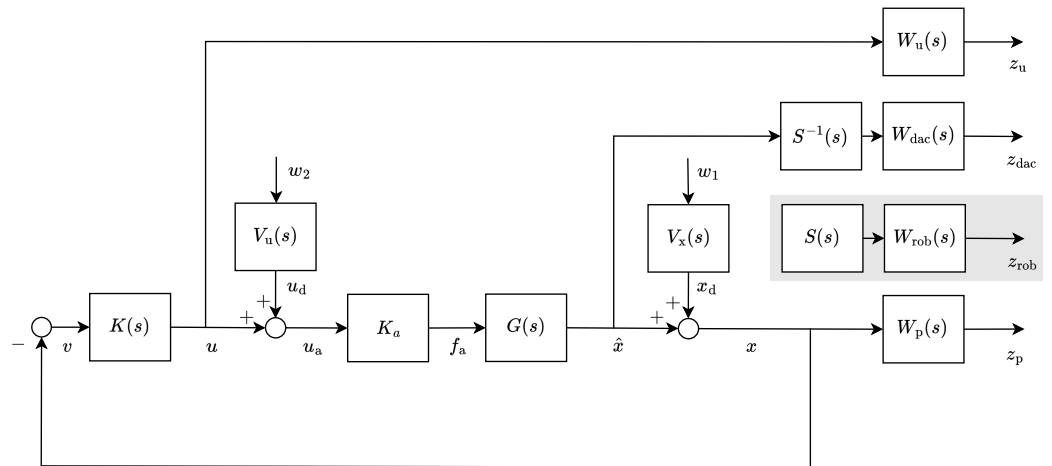 W_u(s)
z_u
S^{-1}(s)
W_dac(s)
z_dac
w_2
w_1
V_u(s)
V_x(s)
S(s)
W_rob(s)
z_rob
u_d
x_d
+
+
+
+
K(s)
K_a
G(s)
W_p(s)
−
v
u
u_a
f_a
x̂
x
z_p